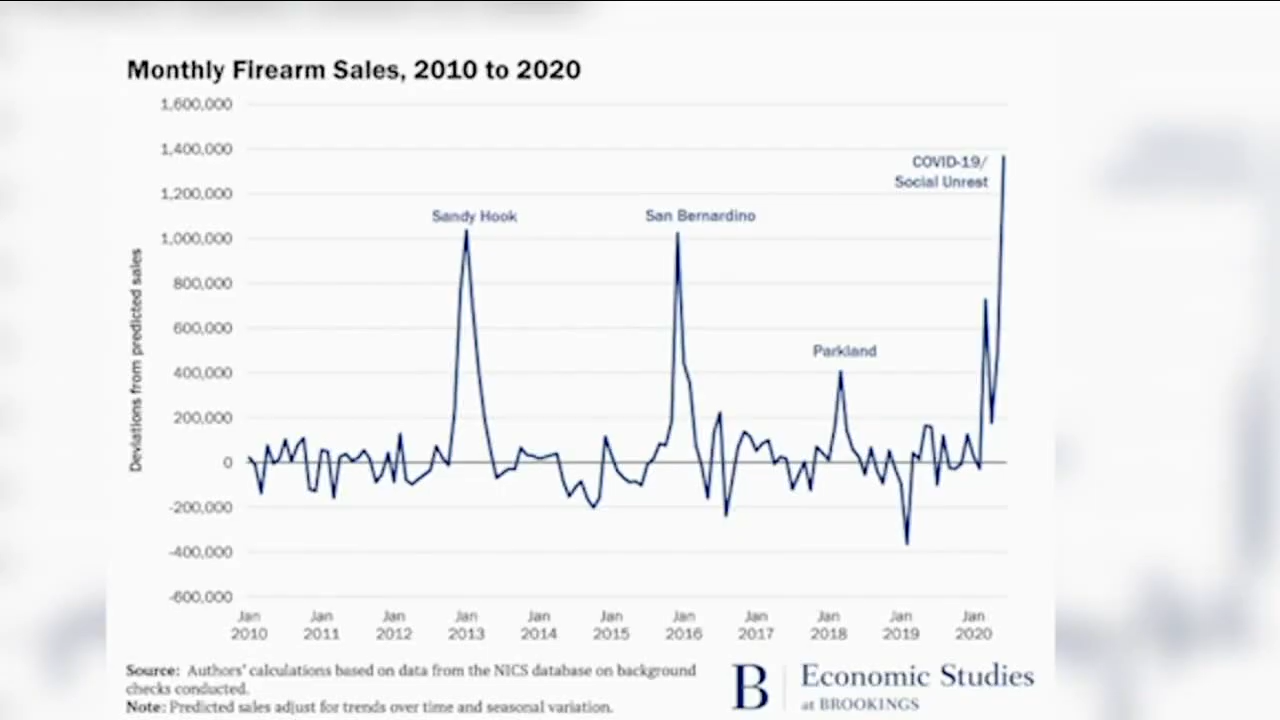 Monthly Firearm Sales, 2010 to 2020
1,600,000
1,400,000
1,200,000
1,000,000
800,000
600,000
400,000
200,000
0
-200,000
-400,000
-600,000
Deviations from predicted sales
Sandy Hook
San Bernardino
Parkland
COVID-19/
Social Unrest
Jan Jan Jan Jan Jan Jan Jan Jan Jan Jan Jan
2010 2011 2012 2013 2014 2015 2016 2017 2018 2019 2020
Source: Authors' calculations based on data from the NICS database on background
checks conducted.
Note: Predicted sales adjust for trends over time and seasonal variation.
B
Economic Studies
at BROOKINGS